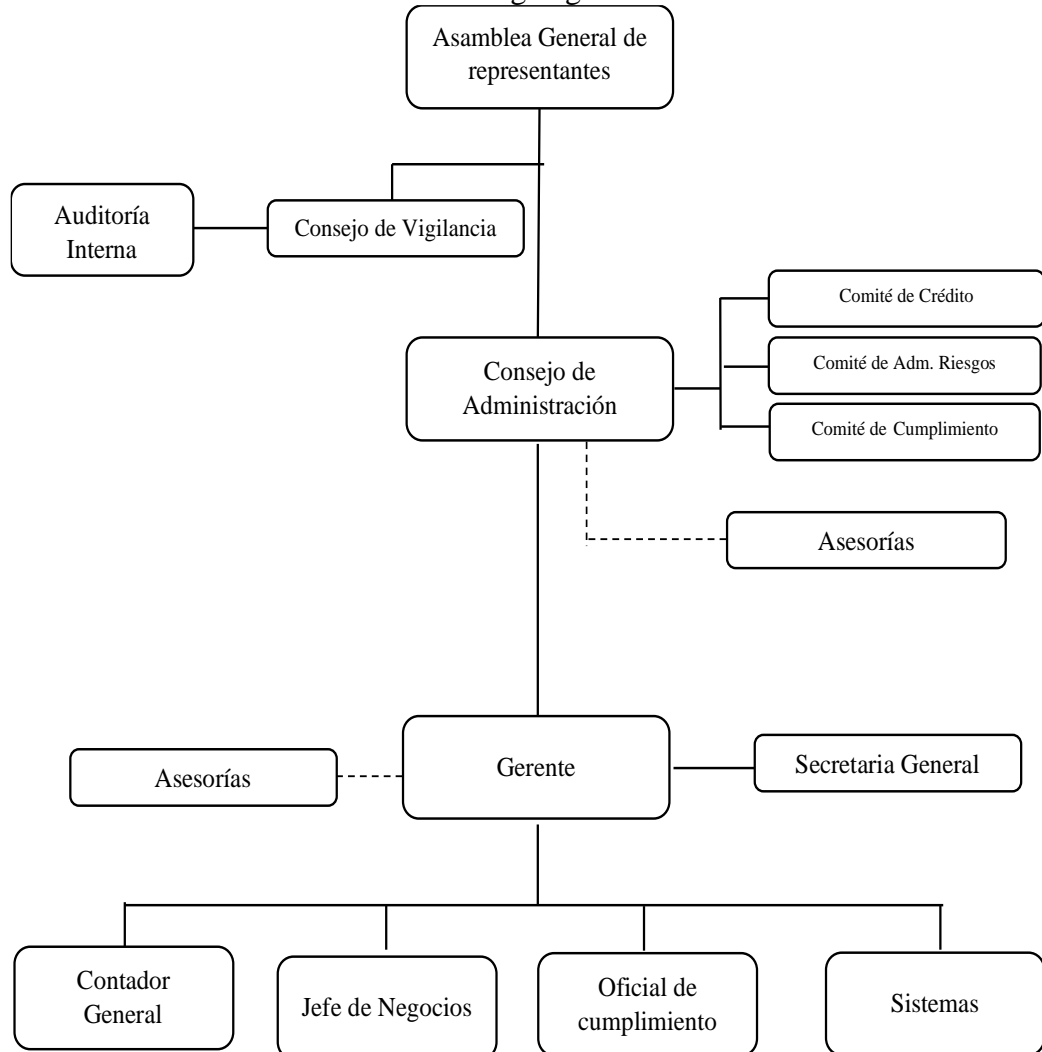 Asamblea General de
representantes
Auditoría
Interna
Consejo de Vigilancia
Comité de Crédito
Consejo de
Administración
Comité de Adm. Riesgos
Comité de Cumplimiento
Asesorías
Asesorías
Gerente
Secretaria General
Contador
General
Jefe de Negocios
Oficial de
cumplimiento
Sistemas